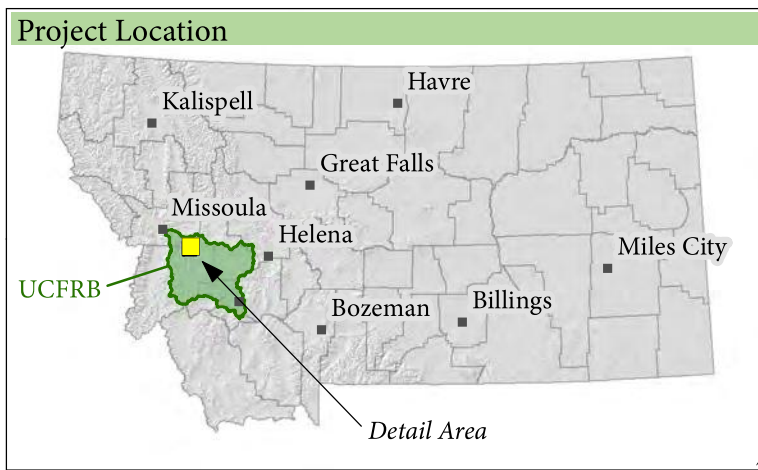 Project Location
Havre
Kalispell
Great Falls
Missoula
Helena
Miles City
UCFRB
Bozeman
Billings
Detail Area